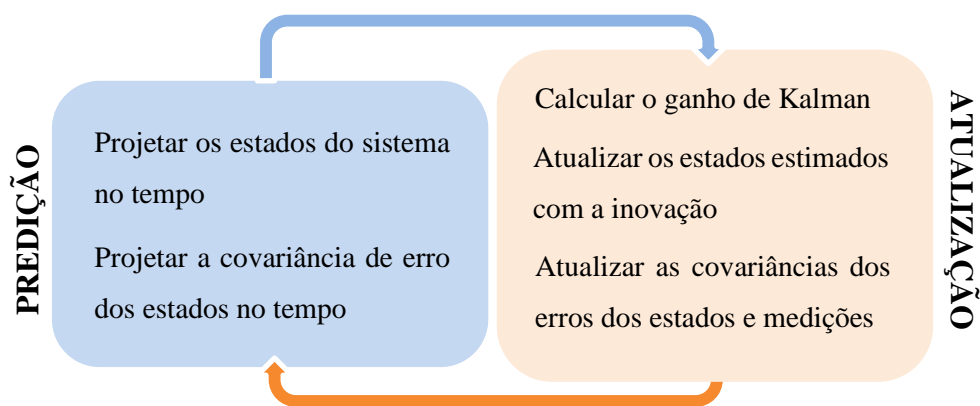 PREDIÇÃO
Projetar os estados do sistema
no tempo
Projetar a covariância de erro
dos estados no tempo
Calcular o ganho de Kalman
Atualizar os estados estimados
com a inovação
Atualizar as covariâncias dos
erros dos estados e medições
ATUALIZAÇÃO